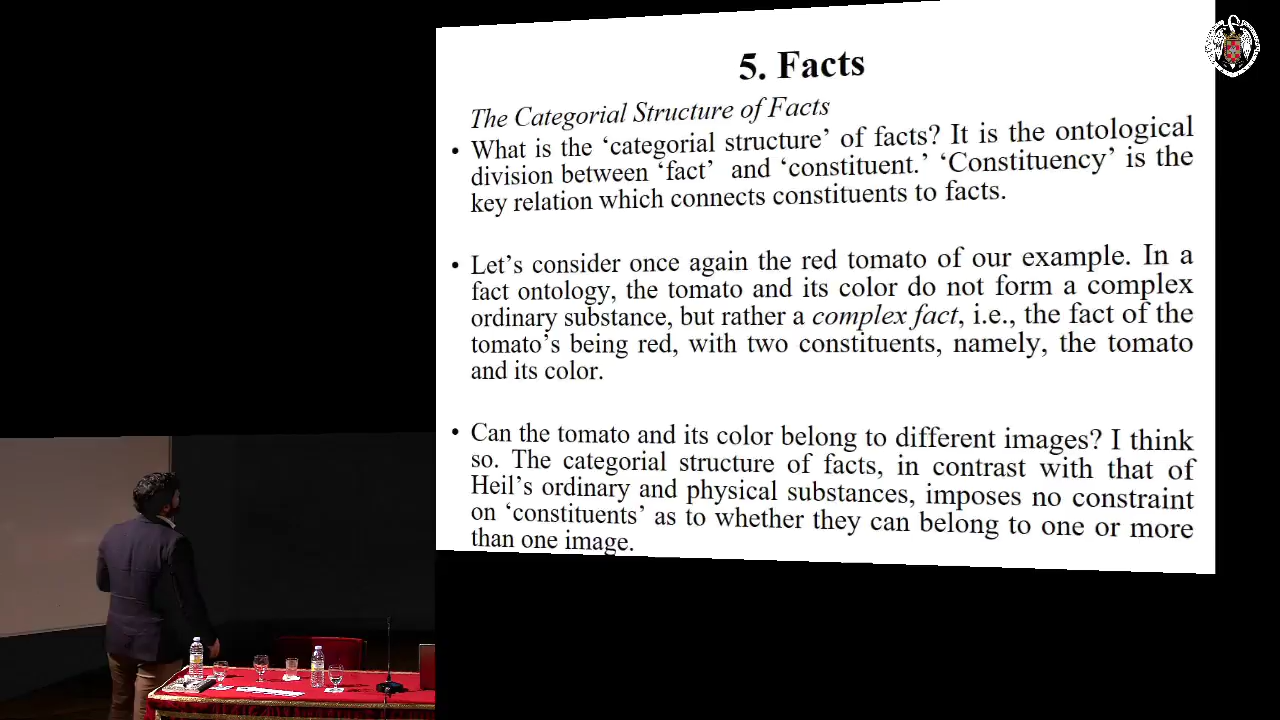 5. Facts
The Categorial Structure of Facts
• What is the ‘categorial structure’ of facts? It is the ontological
division between ‘fact’ and ‘constituent.’ ‘Constituency’ is the
key relation which connects constituents to facts.
• Let’s consider once again the red tomato of our example. In a
fact ontology, the tomato and its color do not form a complex
ordinary substance, but rather a complex fact, i.e., the fact of the
tomato’s being red, with two constituents, namely, the tomato
and its color.
• Can the tomato and its color belong to different images? I think
so. The categorial structure of facts, in contrast with that of
Heil’s ordinary and physical substances, imposes no constraint
on ‘constituents’ as to whether they can belong to one or more
than one image.